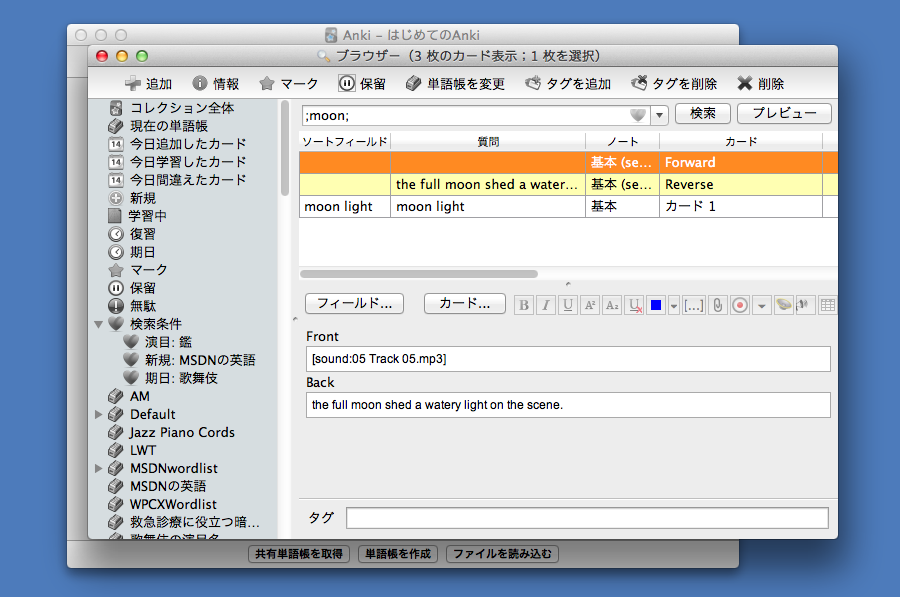 Anki – はじめてのAnki
ブラウザー（3 枚のカード表示；1 枚を選択）
追加 情報 マーク 保留 単語帳を変更 タグを追加 タグを削除 削除
コレクション全体
現在の単語帳
14 今日追加したカード
14 今日学習したカード
14 今日間違えたカード
新規
学習中
復習
期日
マーク
保留
無駄
検索条件
演目: 鑑
新規: MSDNの英語
期日: 歌舞伎
AM
Default
Jazz Piano Cords
LWT
MSDNwordlist
MSDNの英語
WPCXWordlist
救急診療に役立つ暗...
歌舞伎の演目名
;moon; 検索 プレビュー
ソートフィールド 質問 ノート カード
基本 (se... Forward
the full moon shed a water... 基本 (se... Reverse
moon light moon light 基本 カード 1
フィールド... カード... B I U A² A₂ U [...]
Front
[sound:05 Track 05.mp3]
Back
the full moon shed a watery light on the scene.
タグ
共有単語帳を取得 単語帳を作成 ファイルを読み込む